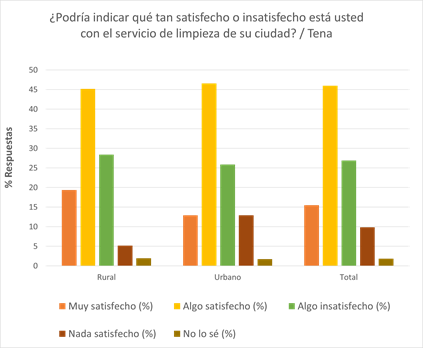 ¿Podría indicar qué tan satisfecho o insatisfecho está usted
con el servicio de limpieza de su ciudad? / Tena
50
45
40
35
30
25
20
15
10
5
0
% Respuestas
Rural Urbano Total
Muy satisfecho (%) Algo satisfecho (%) Algo insatisfecho (%)
Nada satisfecho (%) No lo sé (%)